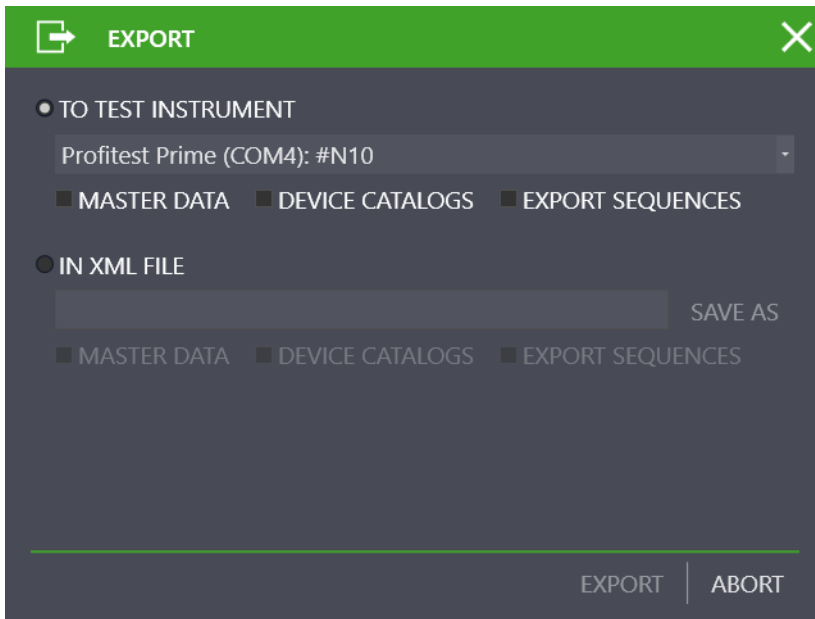 EXPORT
TO TEST INSTRUMENT
Profitest Prime (COM4): #N10
MASTER DATA DEVICE CATALOGS EXPORT SEQUENCES
IN XML FILE
SAVE AS
MASTER DATA DEVICE CATALOGS EXPORT SEQUENCES
EXPORT ABORT